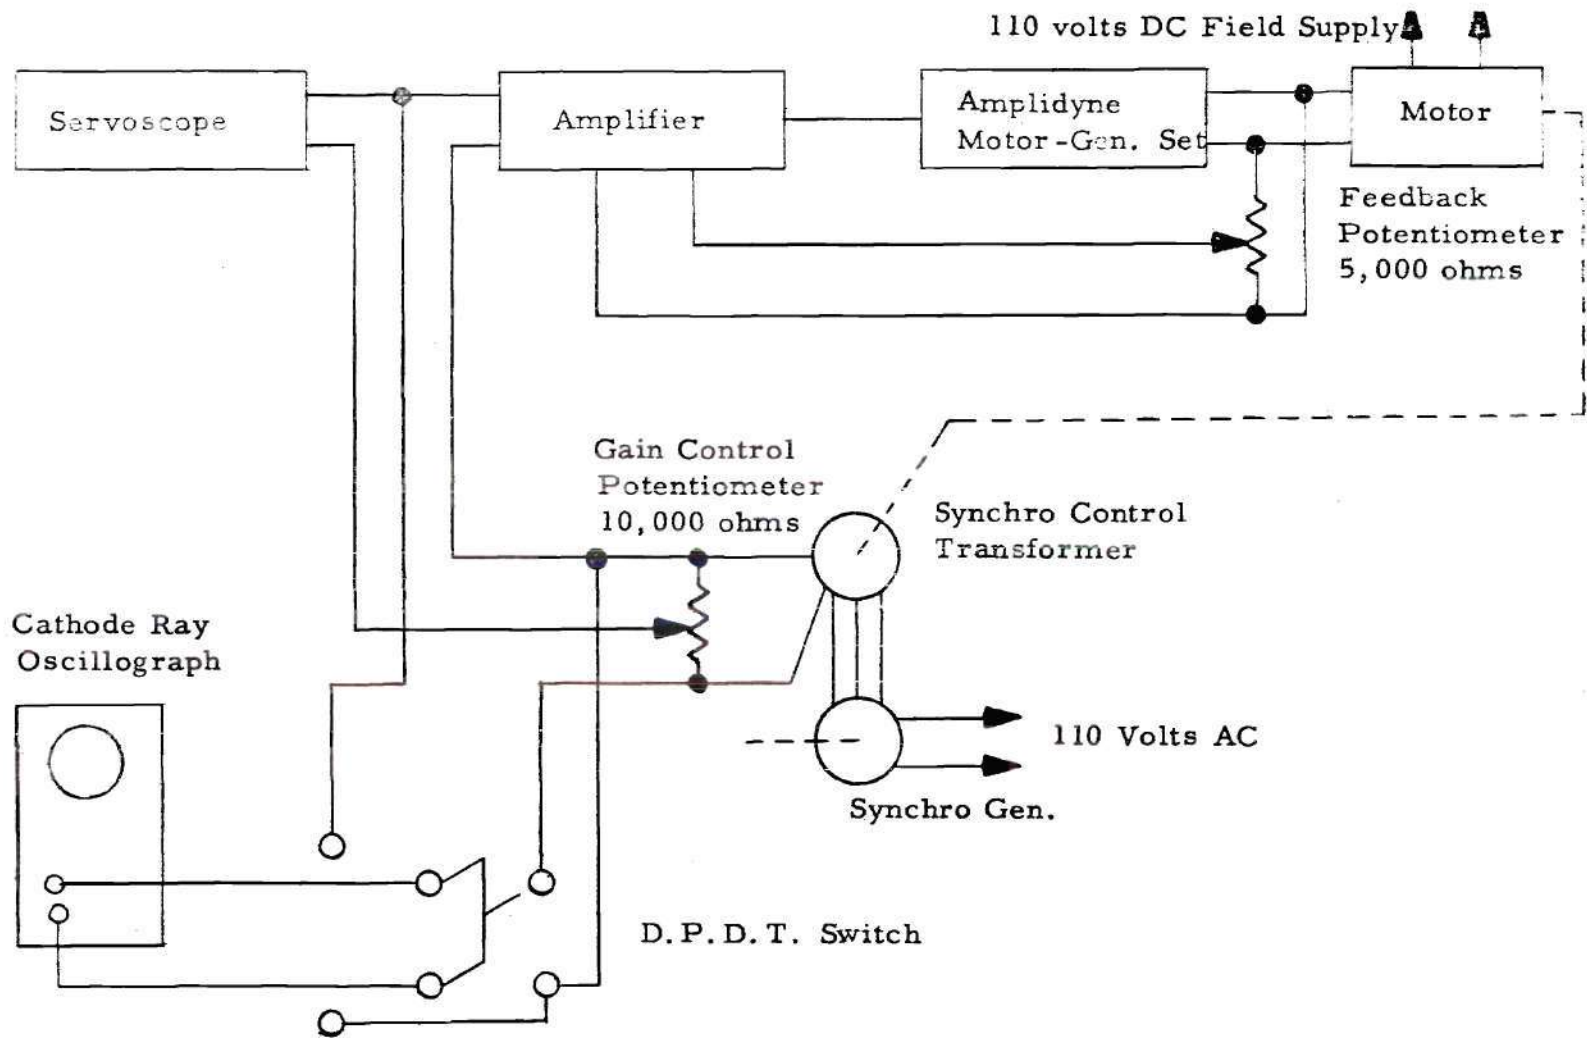 110 volts DC Field Supply
Servoscope
Amplifier
Amplidyne
Motor-Gen. Set
Motor
Feedback
Potentiometer
5,000 ohms
Gain Control
Potentiometer
10,000 ohms
Synchro Control
Transformer
Cathode Ray
Oscillograph
110 Volts AC
Synchro Gen.
D.P.D.T. Switch